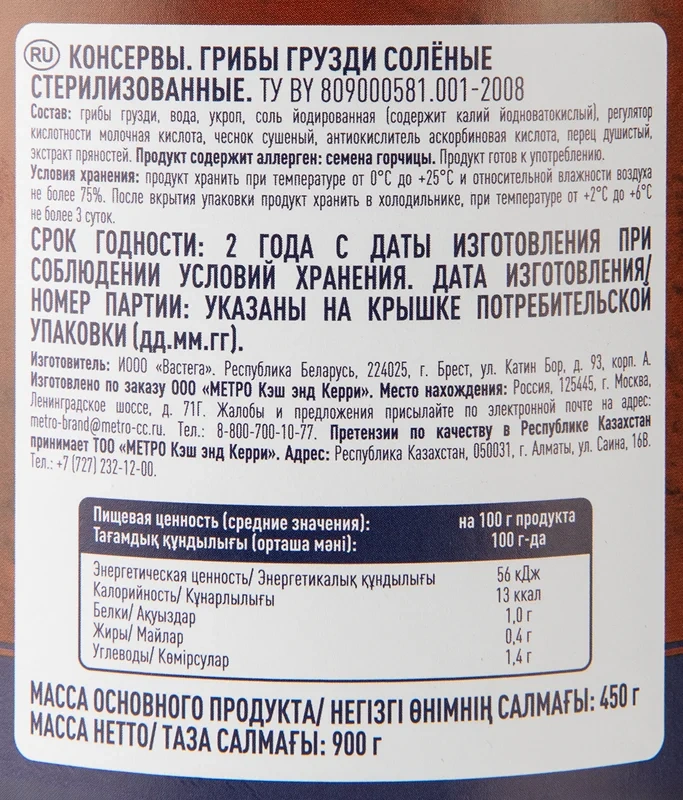 RU КОНСЕРВЫ. ГРИБЫ ГРУЗДИ СОЛЁНЫЕ
СТЕРИЛИЗОВАННЫЕ. ТУ BY 809000581.001-2008
Состав: грибы грузди, вода, укроп, соль йодированная (содержит калий йодноватокислый), регулятор
кислотности молочная кислота, чеснок сушеный, антиокислитель аскорбиновая кислота, перец душистый,
экстракт пряностей. Продукт содержит аллерген: семена горчицы. Продукт готов к употреблению.
Условия хранения: продукт хранить при температуре от 0°С до +25°С и относительной влажности воздуха
не более 75%. После вскрытия упаковки продукт хранить в холодильнике, при температуре от +2°С до +6°С
не более 3 суток.
СРОК ГОДНОСТИ: 2 ГОДА С ДАТЫ ИЗГОТОВЛЕНИЯ ПРИ
СОБЛЮДЕНИИ УСЛОВИЙ ХРАНЕНИЯ. ДАТА ИЗГОТОВЛЕНИЯ/
НОМЕР ПАРТИИ: УКАЗАНЫ НА КРЫШКЕ ПОТРЕБИТЕЛЬСКОЙ
УПАКОВКИ (ДД.ММ.ГГ).
Изготовитель: ИООО «Вастега». Республика Беларусь, 224025, г. Брест, ул. Катин Бор, д. 93, корп. А.
Изготовлено по заказу ООО «МЕТРО Кэш энд Керри». Место нахождения: Россия, 125445, г. Москва,
Ленинградское шоссе, д. 71Г. Жалобы и предложения присылайте по электронной почте на адрес:
metro-brand@metro-cc.ru. Тел.: 8-800-700-10-77. Претензии по качеству в Республике Казахстан
принимает ТОО «МЕТРО Кэш энд Керри». Адрес: Республика Казахстан, 050031, г. Алматы, ул. Саина, 16В.
Тел.: +7 (727) 232-12-00.
Пищевая ценность (средние значения): на 100 г продукта
Тағамдық құндылығы (орташа мәні): 100 г-да
Энергетическая ценность/ Энергетикалық құндылығы 56 кДж
Калорийность/ Құнарлылығы 13 ккал
Белки/ Ақуыздар 1,0 г
Жиры/ Майлар 0,4 г
Углеводы/ Көмірсулар 1,4 г
МАССА ОСНОВНОГО ПРОДУКТА/ НЕГІЗГІ ӨНІМНІҢ САЛМАҒЫ: 450 г
МАССА НЕТТО/ ТАЗА САЛМАҒЫ: 900 г